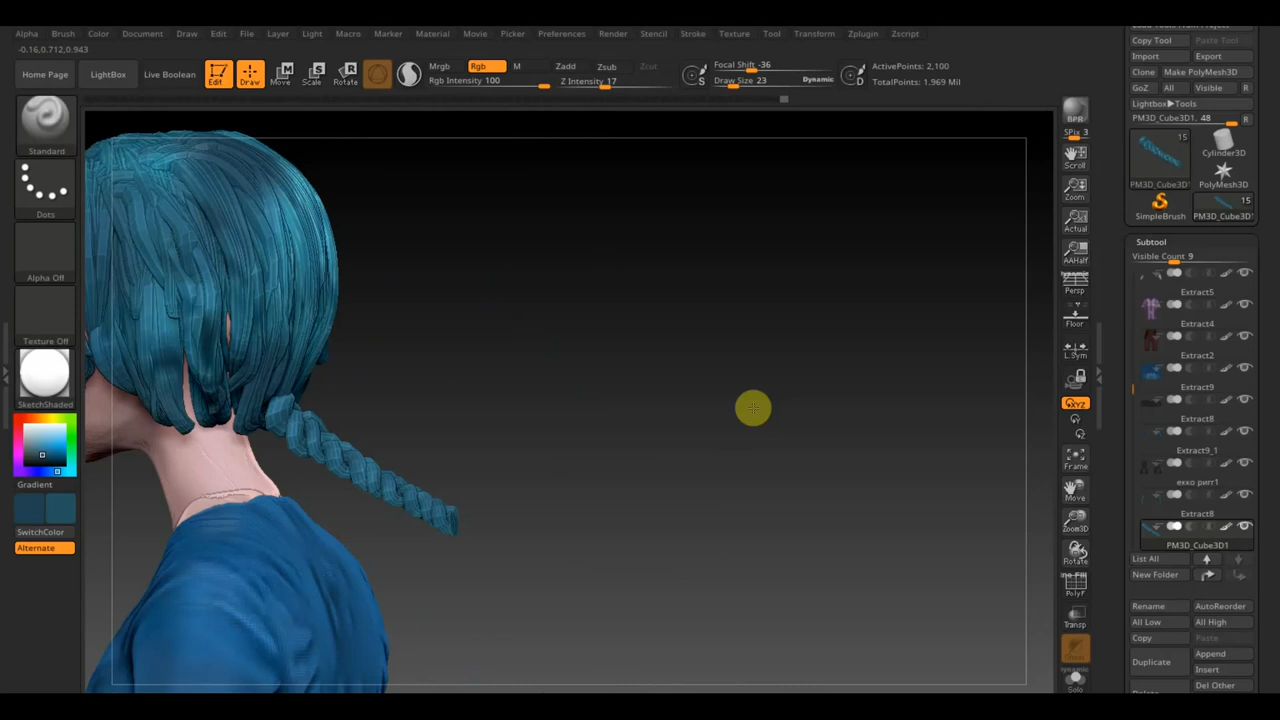 Alpha Brush Color Document Draw Edit File Layer Light Macro Marker Material Movie Picker Preferences Render Stencil Stroke Texture Tool Transform Zplugin Zscript
-0.16,0.712,0.943
Home Page LightBox Live Boolean Edit Draw Move Scale Rotate
Mrgb Rgb M Zadd Zsub Zcut
Rgb Intensity 100 Z Intensity 17
Focal Shift -36
Draw Size 23 Dynamic
S D
ActivePoints: 2,100
TotalPoints: 1.969 Mil
Standard
Dots
Alpha Off
Texture Off
SketchShaded
Gradient
SwitchColor
Alternate
BPR
SPix 3
Scroll
Zoom
Actual
AAHalf
Dynamic
Persp
Floor
L.Sym
XYZ
Y
Z
Frame
Move
Zoom3D
Rotate
Line Fill
PolyF
Transp
Dynamic
Solo
Copy Tool Paste Tool
Import Export
Clone Make PolyMesh3D
GoZ All Visible R
Lightbox▶Tools
PM3D_Cube3D1. 48 R
15
Cylinder3D
PM3D_Cube3D1 PolyMesh3D
15
SimpleBrush PM3D_Cube3D1
Subtool
Visible Count 9
Extract5
Extract4
Extract2
Extract9
Extract8
Extract9_1
екко ригг1
Extract8
PM3D_Cube3D1
List All
New Folder
Rename AutoReorder
All Low All High
Copy Paste
Duplicate Append
Insert
Del Other